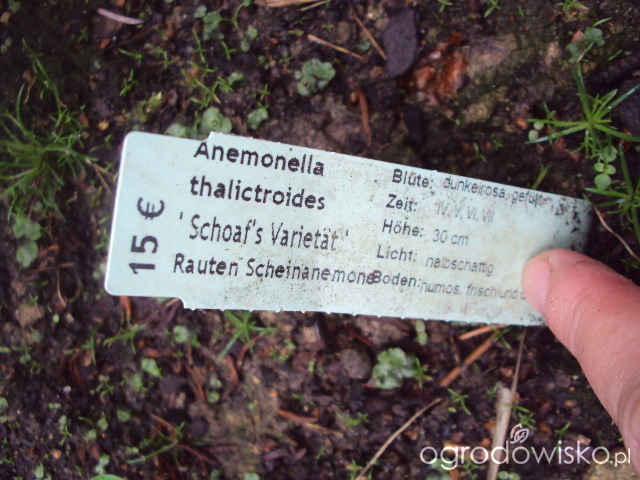 15 €
Anemonella
thalictroides
'Schoaf's Varietät'
Rauten Scheinanemone
Blüte: dunkelrosa, gefüllt
Zeit: IV, V, VI, VII
Höhe: 30 cm
Licht: halbschattig
Boden: humos, frisch und
ogrodowisko.pl